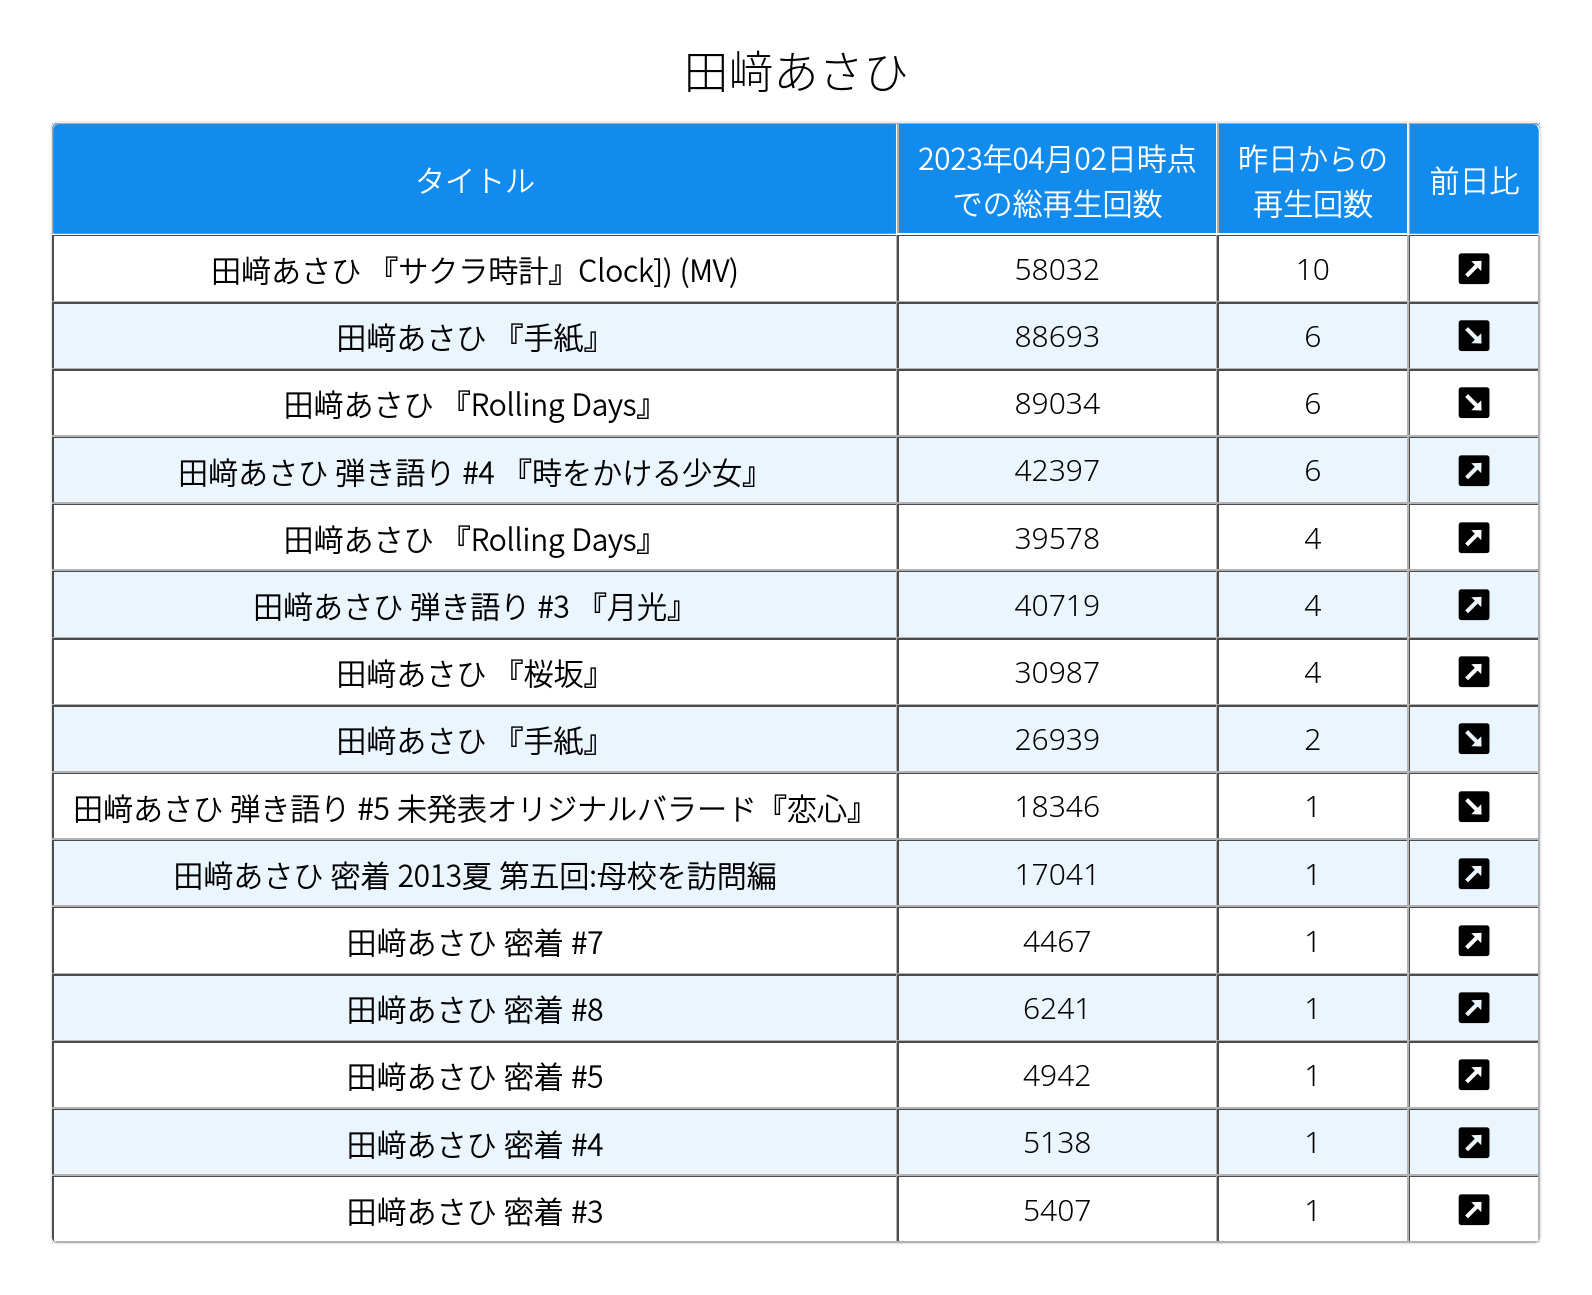 田﨑あさひ
タイトル
2023年04月02日時点
での総再生回数
昨日からの
再生回数
前日比
田﨑あさひ 『サクラ時計』Clock]) (MV) 58032 10
田﨑あさひ 『手紙』 88693 6
田﨑あさひ 『Rolling Days』 89034 6
田﨑あさひ 弾き語り #4 『時をかける少女』 42397 6
田﨑あさひ 『Rolling Days』 39578 4
田﨑あさひ 弾き語り #3 『月光』 40719 4
田﨑あさひ 『桜坂』 30987 4
田﨑あさひ 『手紙』 26939 2
田﨑あさひ 弾き語り #5 未発表オリジナルバラード『恋心』 18346 1
田﨑あさひ 密着 2013夏 第五回:母校を訪問編 17041 1
田﨑あさひ 密着 #7 4467 1
田﨑あさひ 密着 #8 6241 1
田﨑あさひ 密着 #5 4942 1
田﨑あさひ 密着 #4 5138 1
田﨑あさひ 密着 #3 5407 1